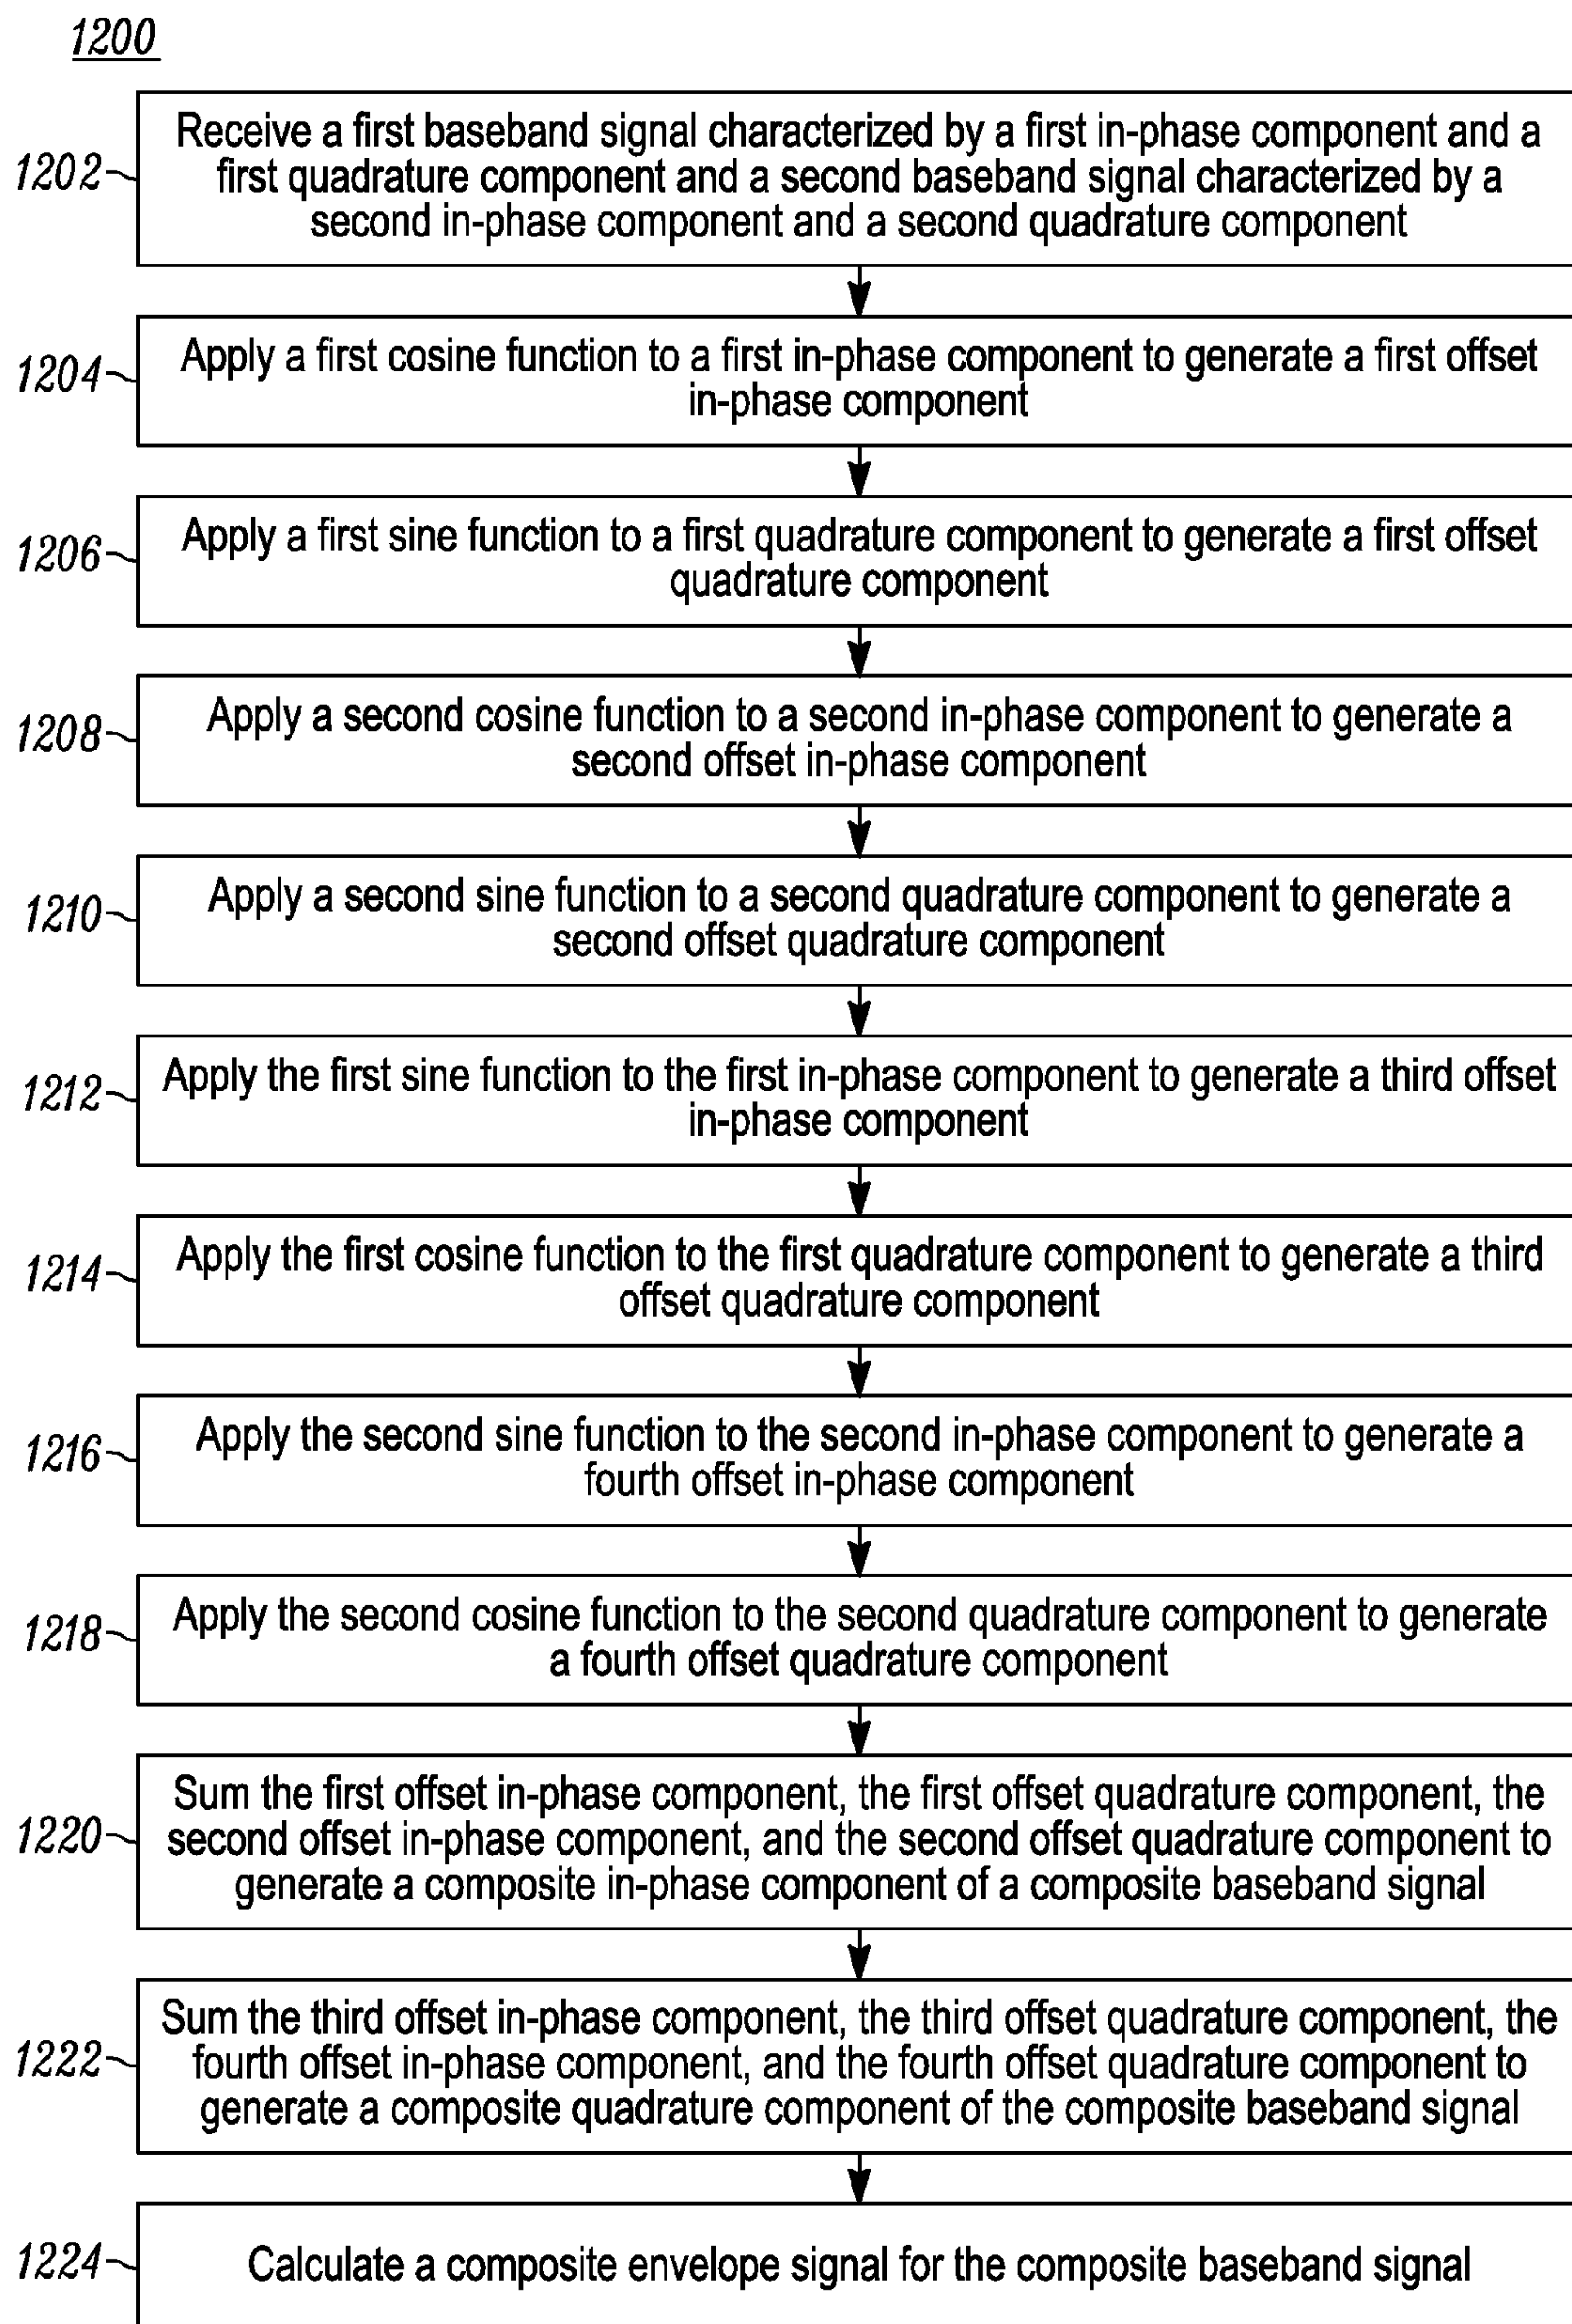 1200
1202
Receive a first baseband signal characterized by a first in-phase component and a
first quadrature component and a second baseband signal characterized by a
second in-phase component and a second quadrature component
1204
Apply a first cosine function to a first in-phase component to generate a first offset
in-phase component
1206
Apply a first sine function to a first quadrature component to generate a first offset
quadrature component
1208
Apply a second cosine function to a second in-phase component to generate a
second offset in-phase component
1210
Apply a second sine function to a second quadrature component to generate a
second offset quadrature component
1212
Apply the first sine function to the first in-phase component to generate a third offset
in-phase component
1214
Apply the first cosine function to the first quadrature component to generate a third
offset quadrature component
1216
Apply the second sine function to the second in-phase component to generate a
fourth offset in-phase component
1218
Apply the second cosine function to the second quadrature component to generate
a fourth offset quadrature component
1220
Sum the first offset in-phase component, the first offset quadrature component, the
second offset in-phase component, and the second offset quadrature component to
generate a composite in-phase component of a composite baseband signal
1222
Sum the third offset in-phase component, the third offset quadrature component, the
fourth offset in-phase component, and the fourth offset quadrature component to
generate a composite quadrature component of the composite baseband signal
1224
Calculate a composite envelope signal for the composite baseband signal